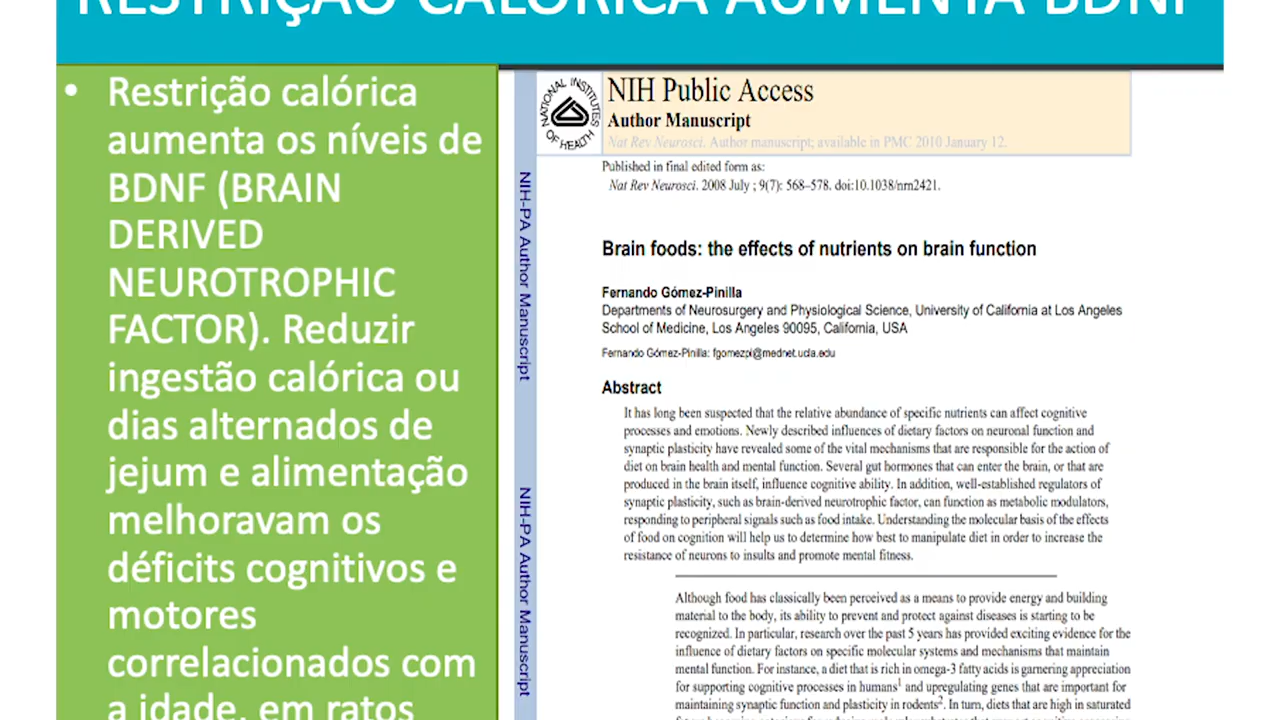 RESTRIÇÃO CALÓRICA AUMENTA BDNF
• Restrição calórica
aumenta os níveis de
BDNF (BRAIN
DERIVED
NEUROTROPHIC
FACTOR). Reduzir
ingestão calórica ou
dias alternados de
jejum e alimentação
melhoravam os
déficits cognitivos e
motores
correlacionados com
a idade, em ratos
NATIONAL INSTITUTES
OF HEALTH
NIH Public Access
Author Manuscript
Nat Rev Neurosci. Author manuscript; available in PMC 2010 January 12.
Published in final edited form as:
Nat Rev Neurosci. 2008 July ; 9(7): 568–578. doi:10.1038/nrn2421.
NIH-PA Author Manuscript
NIH-PA Author Manuscript
Brain foods: the effects of nutrients on brain function
Fernando Gómez-Pinilla
Departments of Neurosurgery and Physiological Science, University of California at Los Angeles
School of Medicine, Los Angeles 90095, California, USA
Fernando Gómez-Pinilla: fgomezpi@mednet.ucla.edu
Abstract
It has long been suspected that the relative abundance of specific nutrients can affect cognitive
processes and emotions. Newly described influences of dietary factors on neuronal function and
synaptic plasticity have revealed some of the vital mechanisms that are responsible for the action of
diet on brain health and mental function. Several gut hormones that can enter the brain, or that are
produced in the brain itself, influence cognitive ability. In addition, well-established regulators of
synaptic plasticity, such as brain-derived neurotrophic factor, can function as metabolic modulators,
responding to peripheral signals such as food intake. Understanding the molecular basis of the effects
of food on cognition will help us to determine how best to manipulate diet in order to increase the
resistance of neurons to insults and promote mental fitness.
Although food has classically been perceived as a means to provide energy and building
material to the body, its ability to prevent and protect against diseases is starting to be
recognized. In particular, research over the past 5 years has provided exciting evidence for the
influence of dietary factors on specific molecular systems and mechanisms that maintain
mental function. For instance, a diet that is rich in omega-3 fatty acids is garnering appreciation
for supporting cognitive processes in humans1 and upregulating genes that are important for
maintaining synaptic function and plasticity in rodents2. In turn, diets that are high in saturated